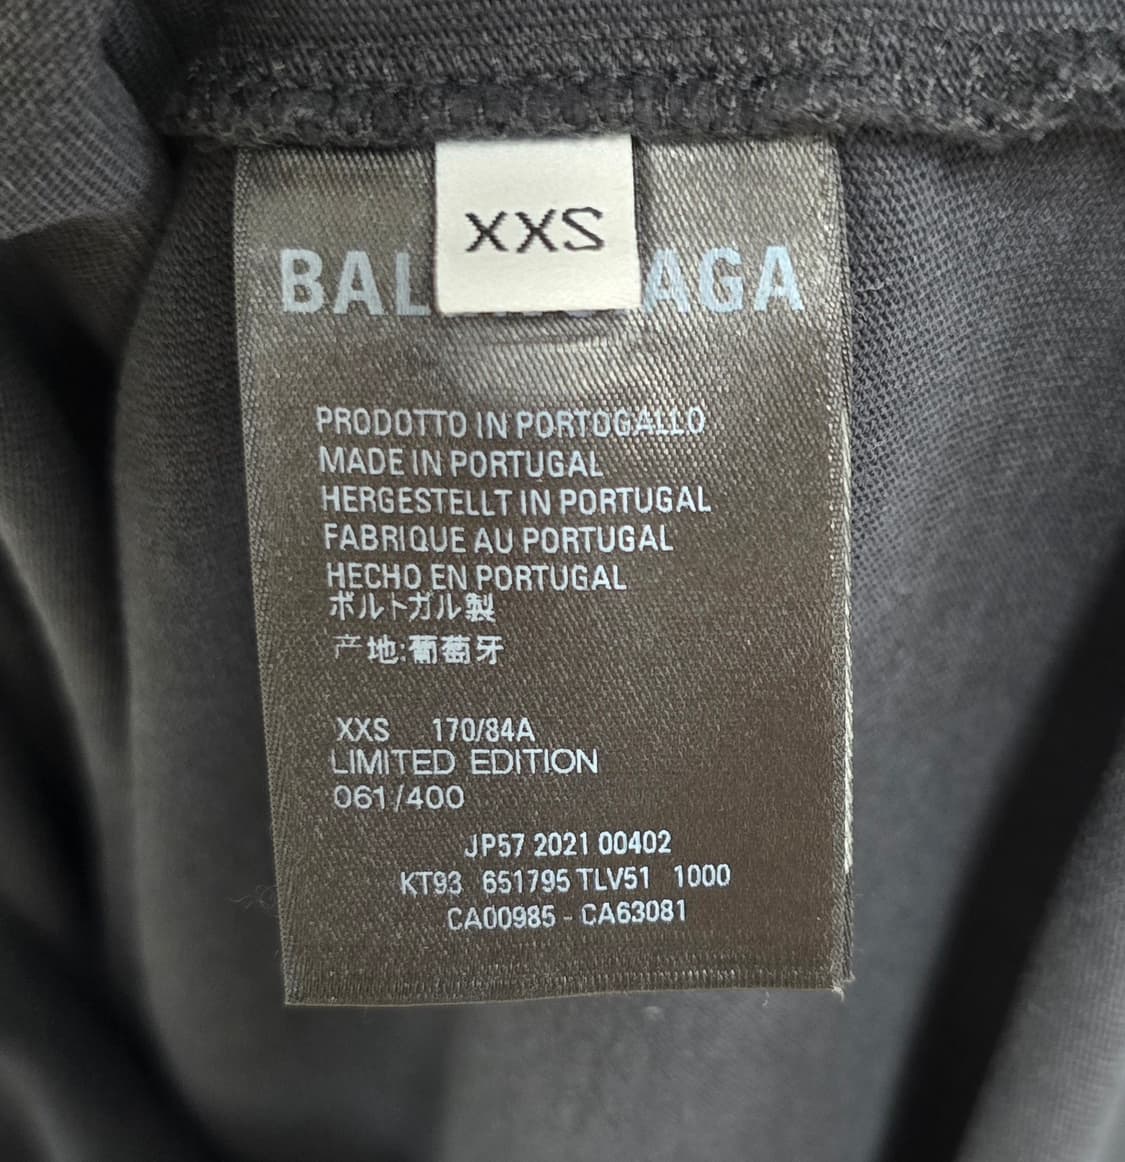 XXS
BAL AGA
PRODOTTO IN PORTOGALLO
MADE IN PORTUGAL
HERGESTELLT IN PORTUGAL
FABRIQUE AU PORTUGAL
HECHO EN PORTUGAL
ポルトガル製
产地:葡萄牙
XXS 170/84A
LIMITED EDITION
061/400
JP57 2021 00402
KT93 651795 TLV51 1000
CA00985 - CA63081